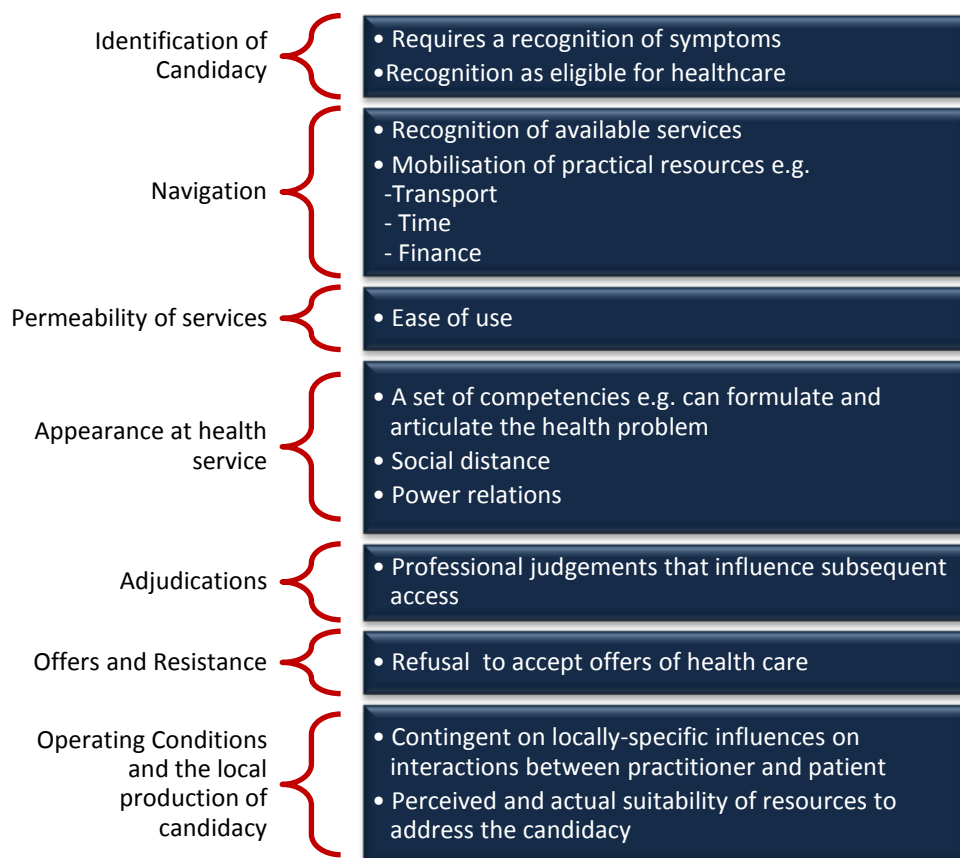 Identification of
Candidacy
• Requires a recognition of symptoms
•Recognition as eligible for healthcare
Navigation
• Recognition of available services
• Mobilisation of practical resources e.g.
-Transport
- Time
- Finance
Permeability of services
• Ease of use
Appearance at health
service
• A set of competencies e.g. can formulate and
articulate the health problem
• Social distance
• Power relations
Adjudications
• Professional judgements that influence subsequent
access
Offers and Resistance
• Refusal  to accept offers of health care
Operating Conditions
and the local
production of
candidacy
• Contingent on locally-specific influences on
interactions between practitioner and patient
• Perceived and actual suitability of resources to
address the candidacy